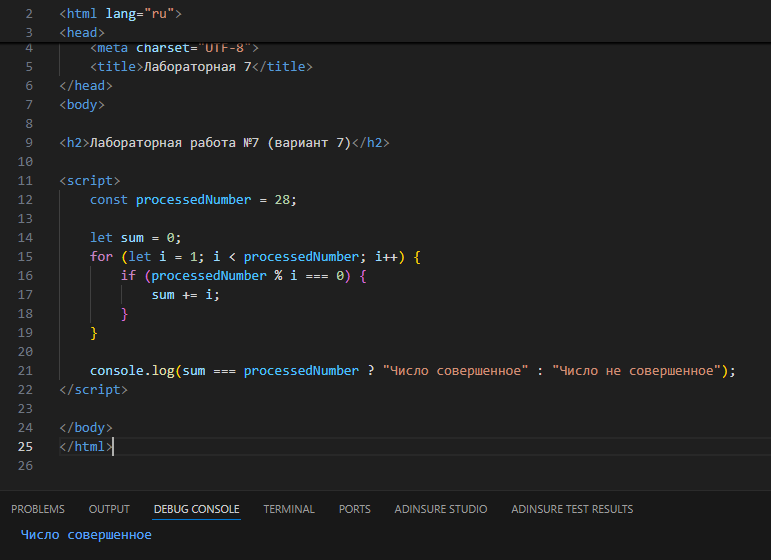 2 <html lang="ru">
3 <head>
4 <meta charset="UTF-8">
5 <title>Лабораторная 7</title>
6 </head>
7 <body>
8
9 <h2>Лабораторная работа №7 (вариант 7)</h2>
10
11 <script>
12 const processedNumber = 28;
13
14 let sum = 0;
15 for (let i = 1; i < processedNumber; i++) {
16 if (processedNumber % i === 0) {
17 sum += i;
18 }
19 }
20
21 console.log(sum === processedNumber ? "Число совершенное" : "Число не совершенное");
22 </script>
23
24 </body>
25 </html>
26
PROBLEMS OUTPUT DEBUG CONSOLE TERMINAL PORTS ADINSURE STUDIO ADINSURE TEST RESULTS
Число совершенное